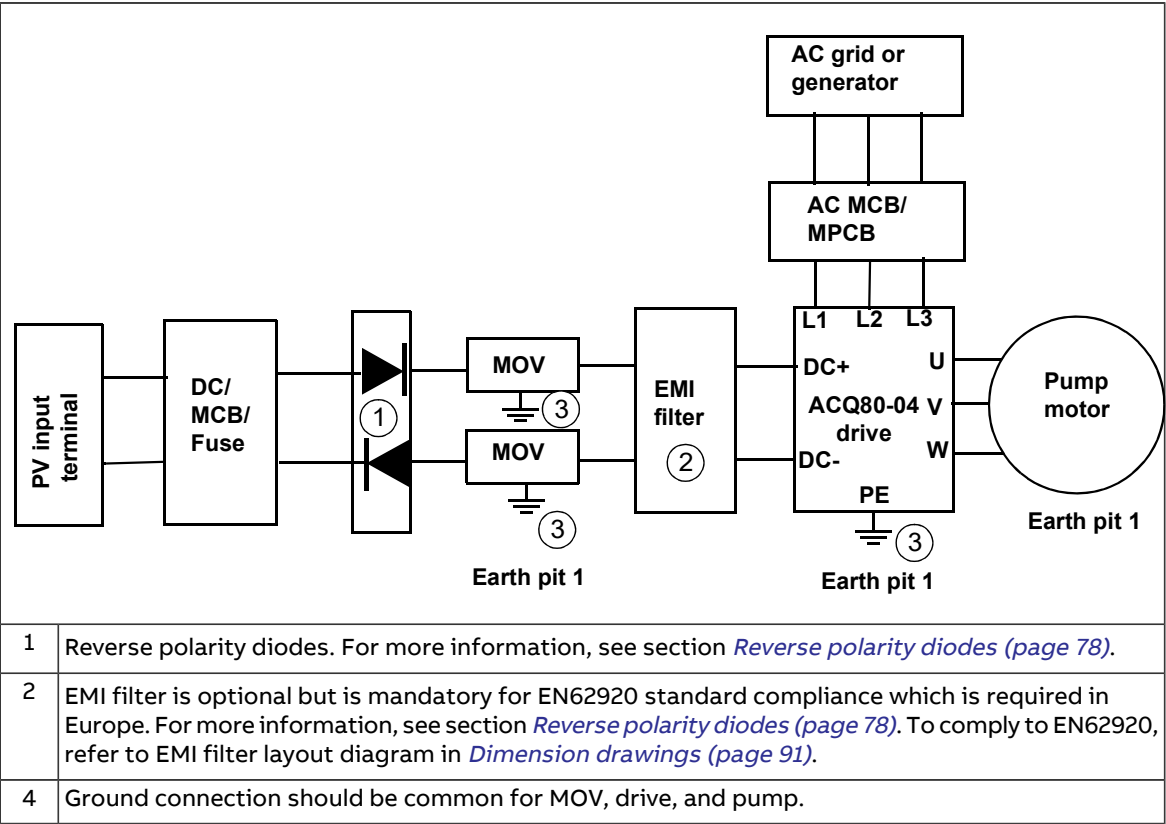 AC grid or
generator
AC MCB/
MPCB
L1 L2 L3
PV input
terminal
DC/
MCB/
Fuse
1
MOV
3
MOV
3
Earth pit 1
EMI
filter
2
DC+
U
ACQ80-04 V
drive
W
DC-
PE
3
Earth pit 1
Pump
motor
Earth pit 1
1 Reverse polarity diodes. For more information, see section Reverse polarity diodes (page 78).
2 EMI filter is optional but is mandatory for EN62920 standard compliance which is required in
Europe. For more information, see section Reverse polarity diodes (page 78). To comply to EN62920,
refer to EMI filter layout diagram in Dimension drawings (page 91).
4 Ground connection should be common for MOV, drive, and pump.